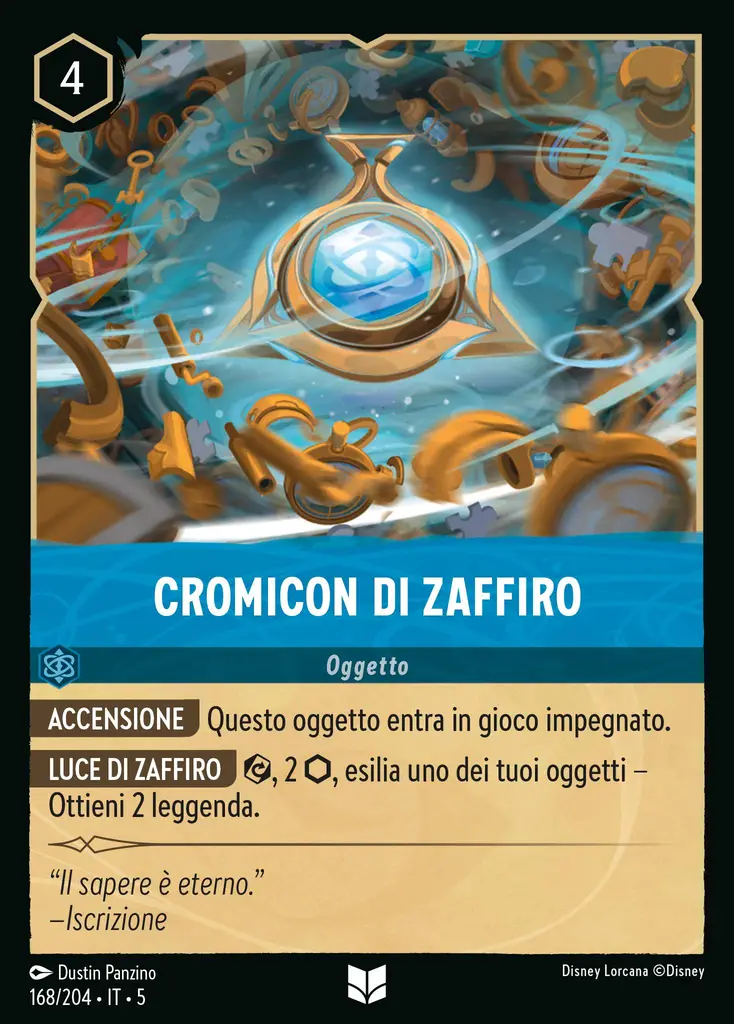 4
CROMICON DI ZAFFIRO
Oggetto
ACCENSIONE Questo oggetto entra in gioco impegnato.
LUCE DI ZAFFIRO , 2 , esilia uno dei tuoi oggetti –
Ottieni 2 leggenda.
“Il sapere è eterno.”
–Iscrizione
Dustin Panzino
Disney Lorcana ©Disney
168/204 • IT • 5